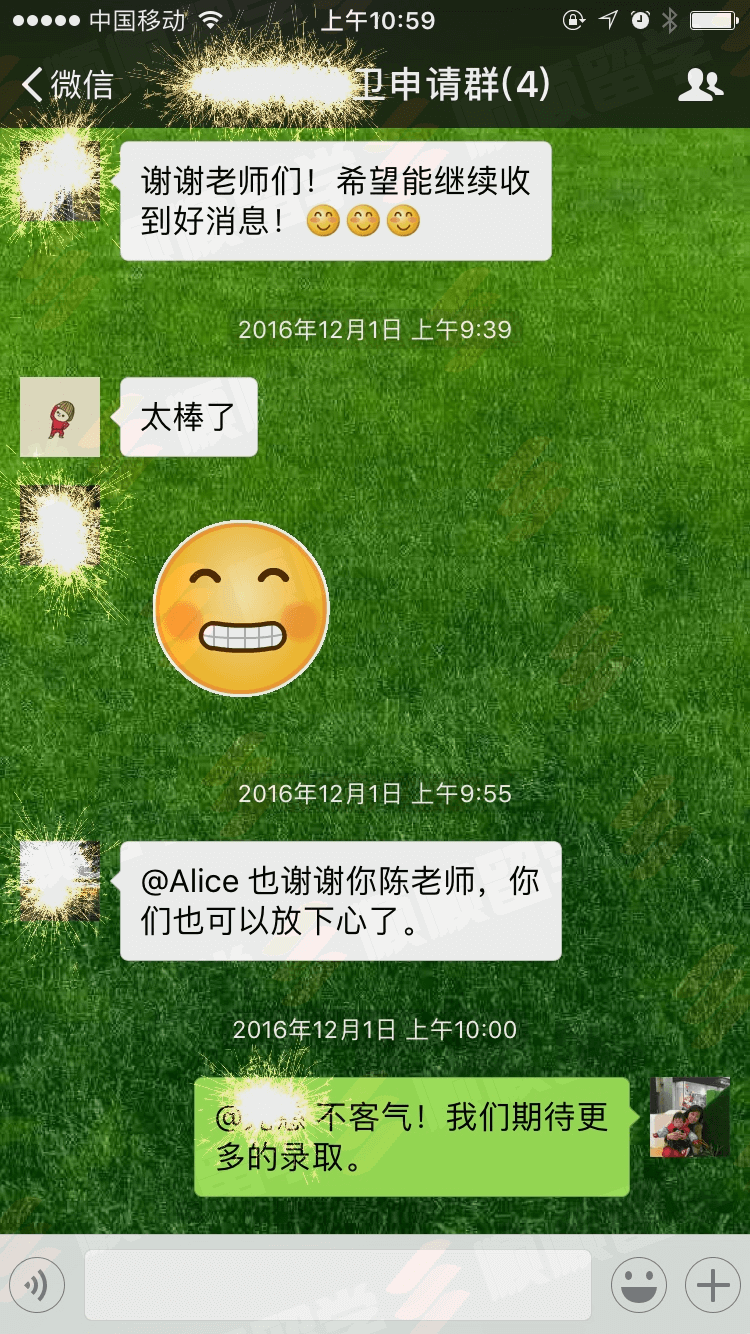 中国移动 上午10:59
微信 卫申请群(4)
谢谢老师们！希望能继续收
到好消息！😊😊😊
2016年12月1日 上午9:39
太棒了
2016年12月1日 上午9:55
@Alice 也谢谢你陈老师，你
们也可以放下心了。
2016年12月1日 上午10:00
@ 不客气！我们期待更
多的录取。
顺顺留学